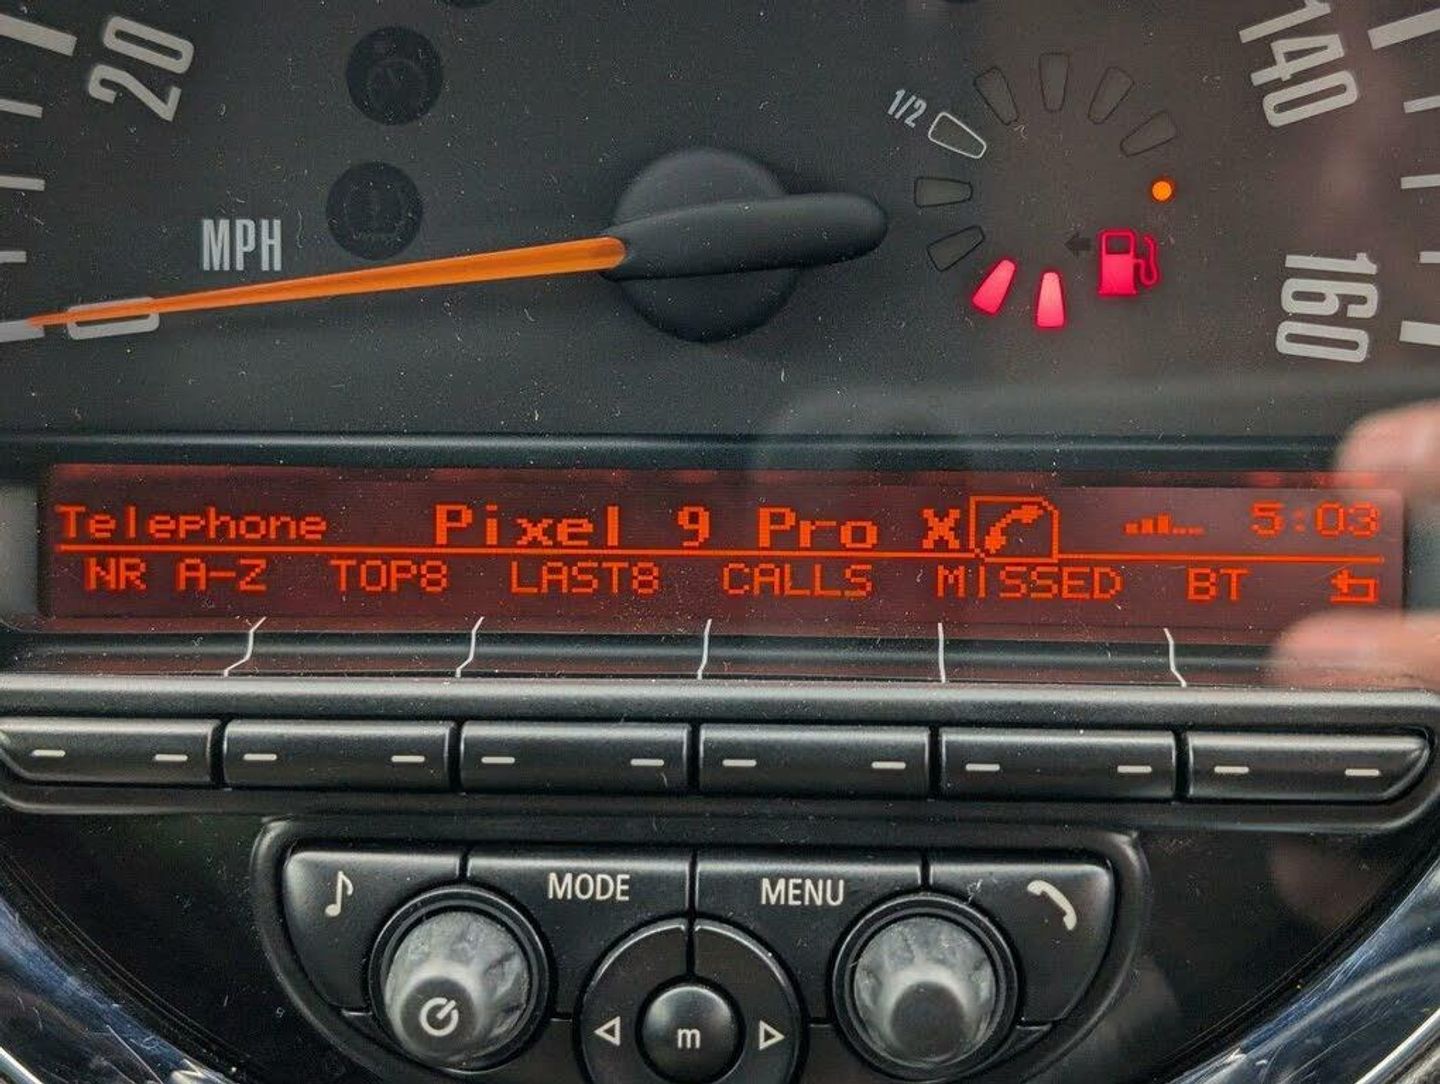 20
140
1/2
MPH
0
160
Telephone Pixel 9 Pro X 5:03
NR A-Z TOP8 LAST8 CALLS MISSED BT
MODE MENU
m